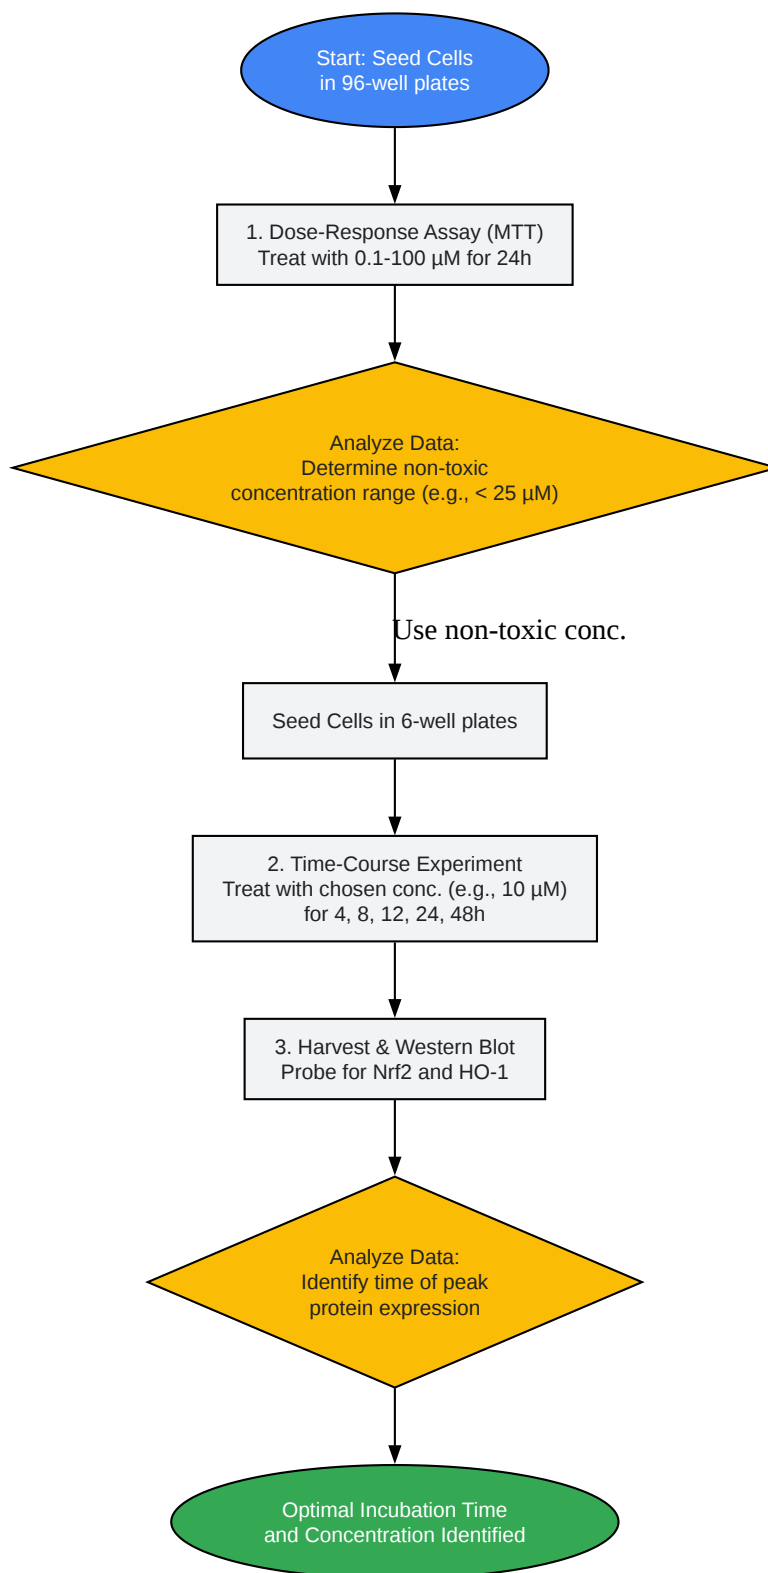 Start: Seed Cells
in 96-well plates
1. Dose-Response Assay (MTT)
Treat with 0.1-100 µM for 24h
Analyze Data:
Determine non-toxic
concentration range (e.g., < 25 µM)
Use non-toxic conc.
Seed Cells in 6-well plates
2. Time-Course Experiment
Treat with chosen conc. (e.g., 10 µM)
for 4, 8, 12, 24, 48h
3. Harvest & Western Blot
Probe for Nrf2 and HO-1
Analyze Data:
Identify time of peak
protein expression
Optimal Incubation Time
and Concentration Identified